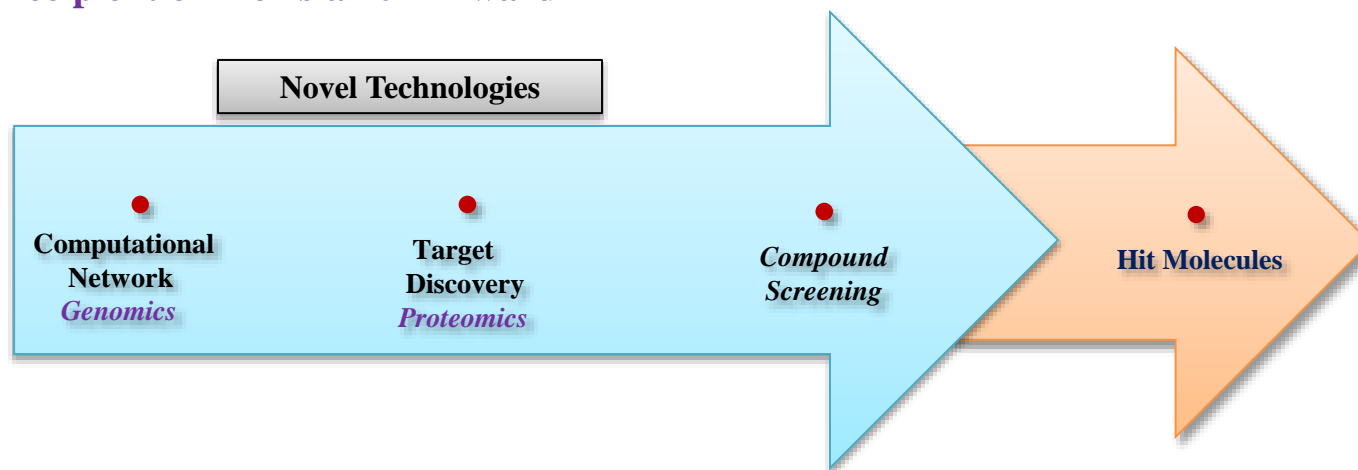 Novel Technologies
Computational
Network
Genomics
Target
Discovery
Proteomics
Compound
Screening
Hit Molecules